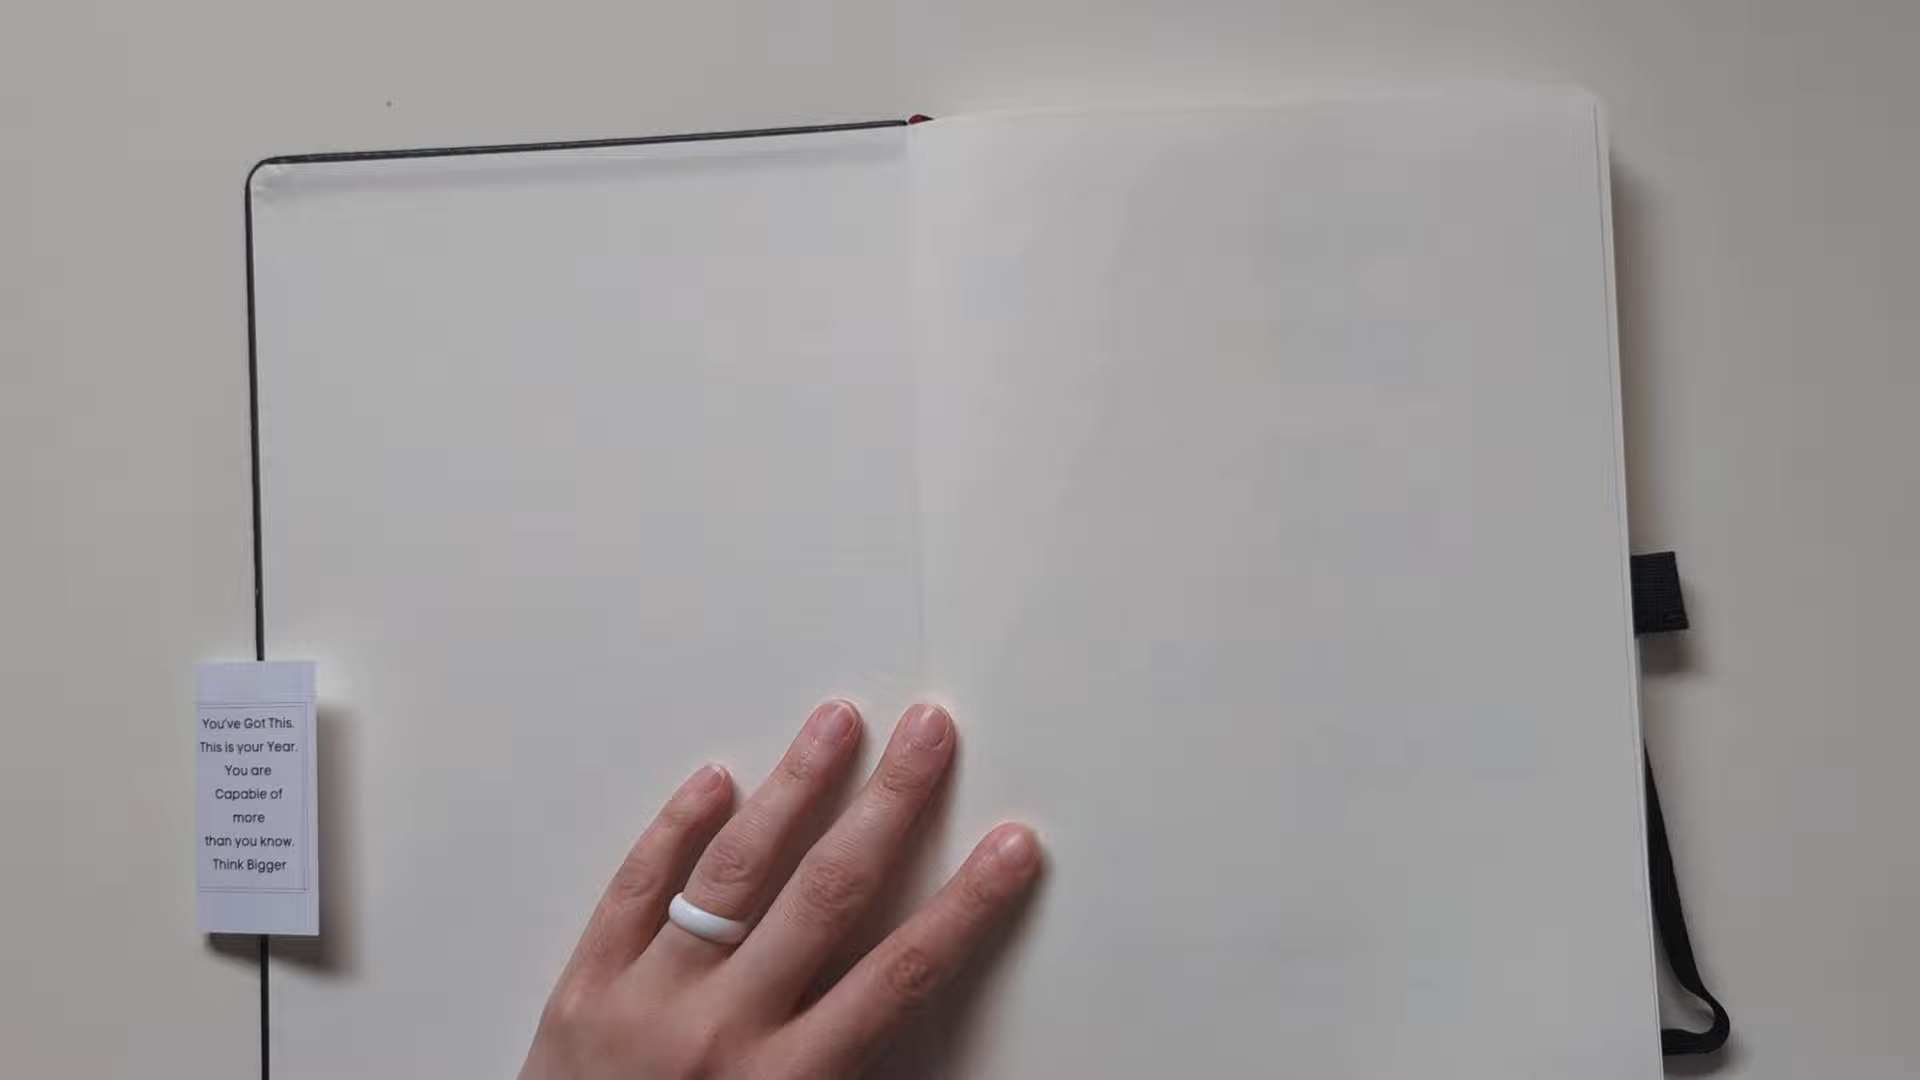 You've Got This.
This is your Year.
You are
Capable of
more
than you know.
Think Bigger